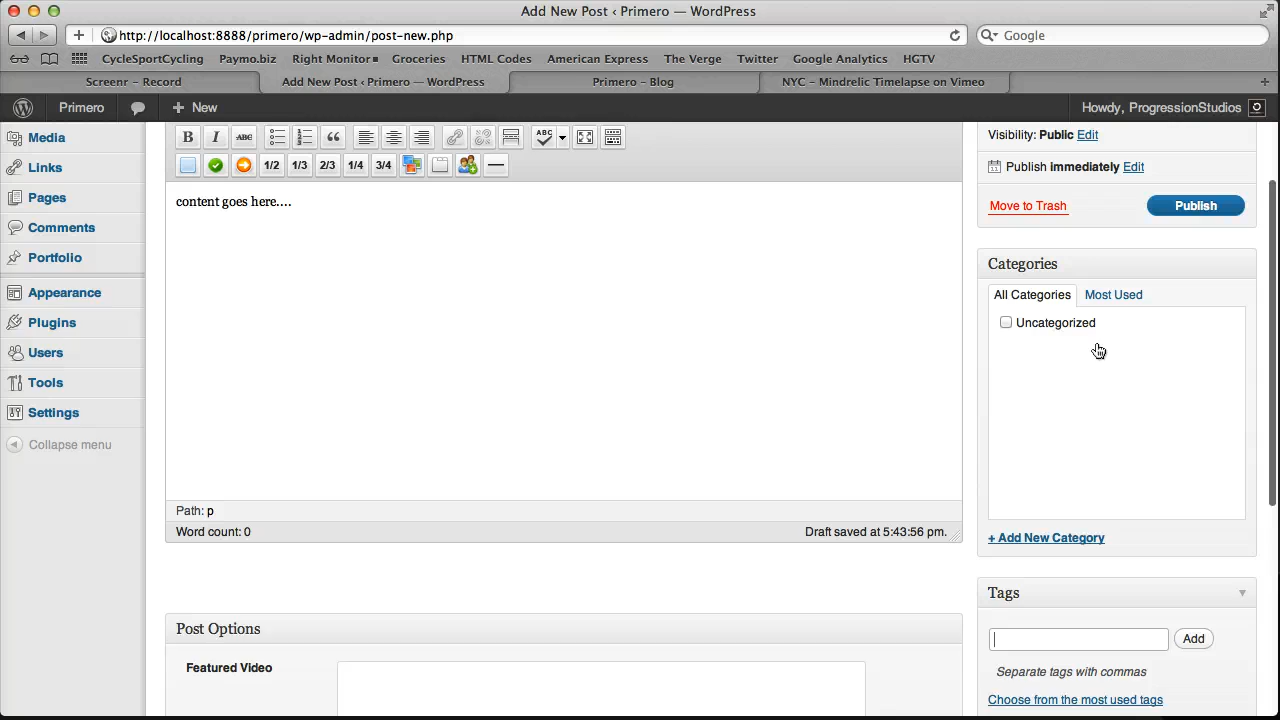 Add New Post ‹ Primero — WordPress
http://localhost:8888/primero/wp-admin/post-new.php
Google
CycleSportCycling Paymo.biz Right Monitor Groceries HTML Codes American Express The Verge Twitter Google Analytics HGTV
Screenr – Record Add New Post ‹ Primero — WordPress Primero – Blog NYC – Mindrelic Timelapse on Vimeo
Primero + New Howdy, ProgressionStudios
Media
Links
Pages
Comments
Portfolio
Appearance
Plugins
Users
Tools
Settings
Collapse menu
B I ABC ABC
1/2 1/3 2/3 1/4 3/4
content goes here....
Path: p
Word count: 0 Draft saved at 5:43:56 pm.
Post Options
Featured Video
Visibility: Public Edit
Publish immediately Edit
Move to Trash Publish
Categories
All Categories Most Used
Uncategorized
+ Add New Category
Tags
Add
Separate tags with commas
Choose from the most used tags